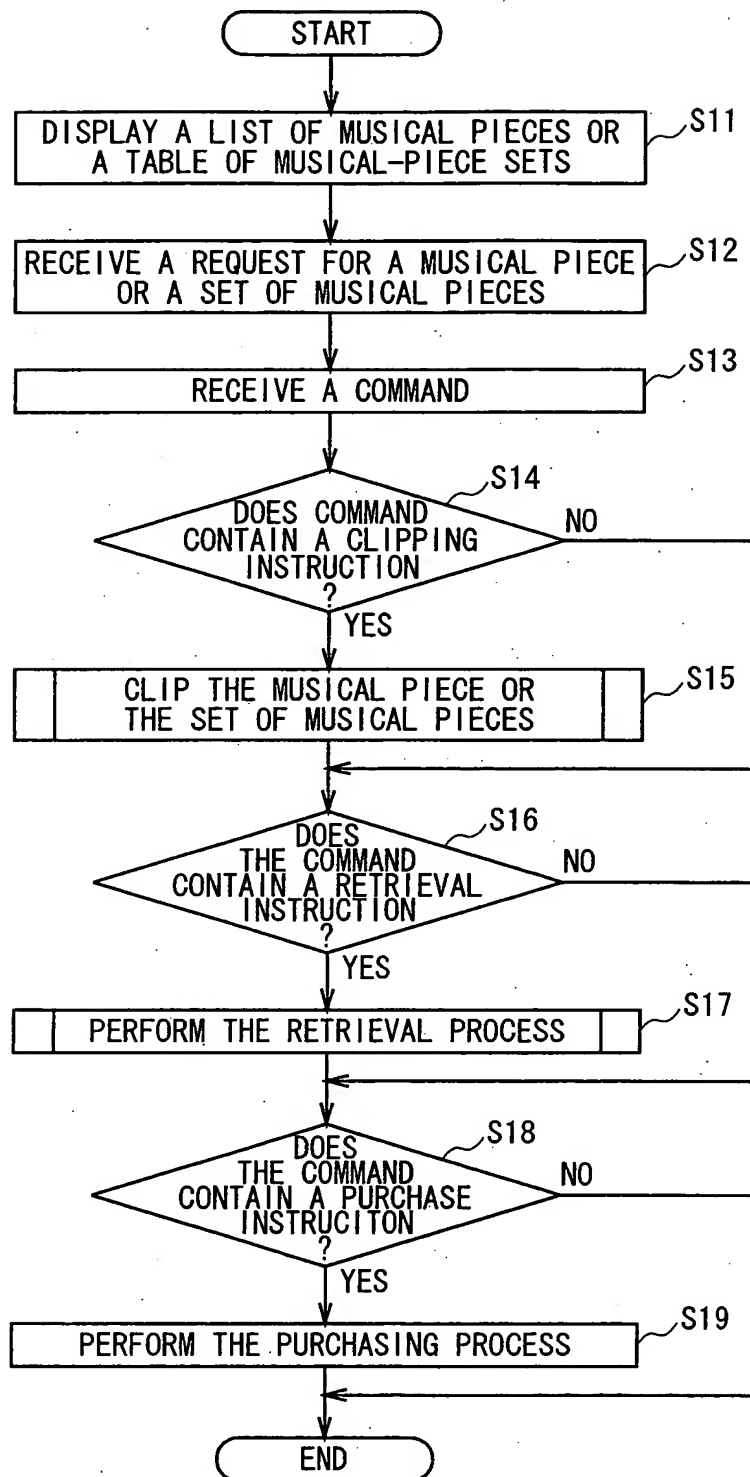 START
DISPLAY A LIST OF MUSICAL PIECES OR
A TABLE OF MUSICAL-PIECE SETS
S11
RECEIVE A REQUEST FOR A MUSICAL PIECE
OR A SET OF MUSICAL PIECES
S12
RECEIVE A COMMAND
S13
DOES COMMAND
CONTAIN A CLIPPING
INSTRUCTION
?
S14
NO
YES
CLIP THE MUSICAL PIECE OR
THE SET OF MUSICAL PIECES
S15
DOES
THE COMMAND
CONTAIN A RETRIEVAL
INSTRUCTION
?
S16
NO
YES
PERFORM THE RETRIEVAL PROCESS
S17
DOES
THE COMMAND
CONTAIN A PURCHASE
INSTRUCITON
?
S18
NO
YES
PERFORM THE PURCHASING PROCESS
S19
END